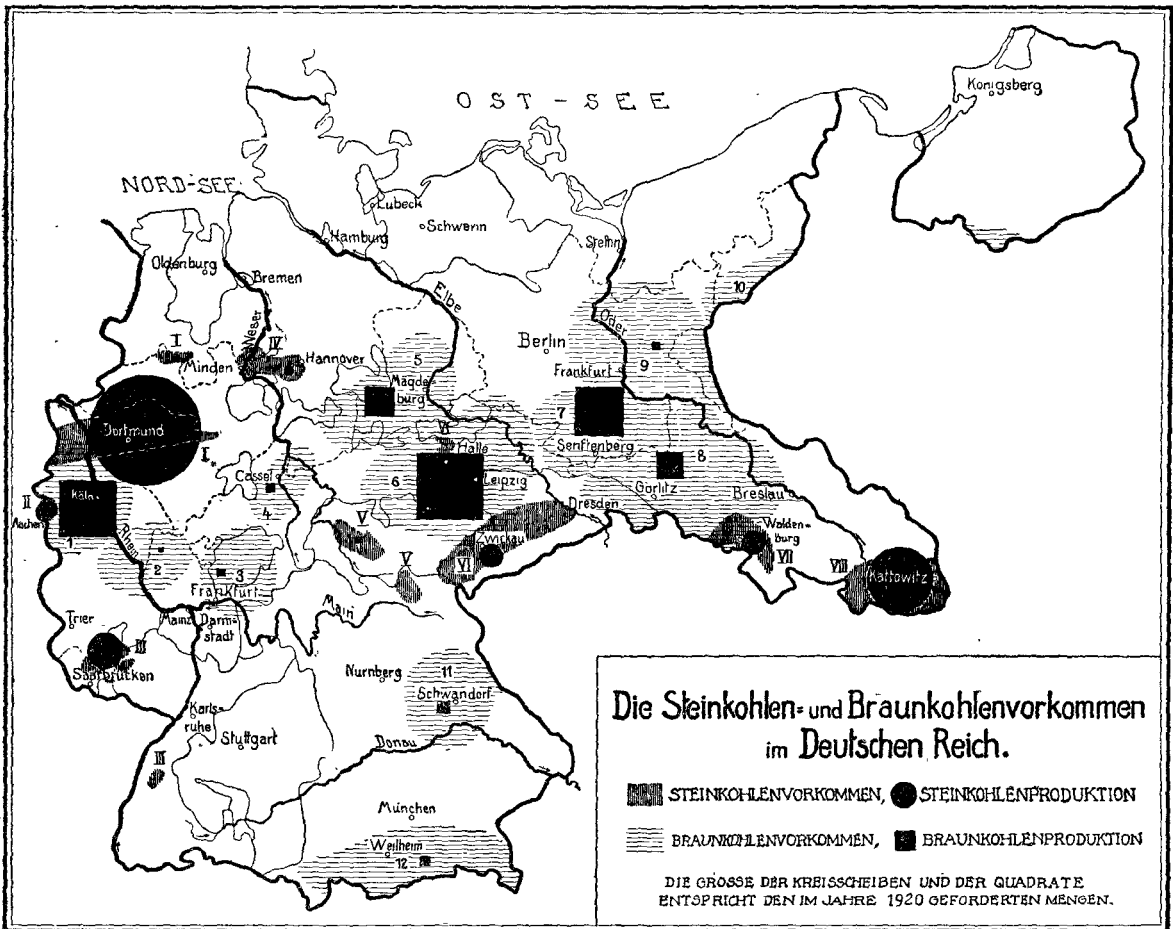 OST-SEE
Königsberg
NORD-SEE
Lübeck
Schwerin
Hamburg
Stettin
Oldenburg
Bremen
Elbe
10
Weser
I
IV
Hannover
Minden
Berlin
Oder
5
9
Frankfurt
Magde-
burg
7
Dortmund
VI
Halle
Senftenberg
8
I
Cassel
6
Leipzig
Görlitz
Breslau
II
Köln
4
Dresden
Aachen
Walden-
burg
1
Rhein
V
Zwickau
VII
VIII
2
3
V
VI
Kattowitz
Frankfurt
Main
Trier
Mainz
Darm-
stadt
III
Saarbrücken
Nürnberg
11
Schwandorf
Karls-
ruhe
Stuttgart
Donau
III
München
Weilheim
12
Die Steinkohlen= und Braunkohlenvorkommen
im Deutschen Reich.
STEINKOHLENVORKOMMEN, STEINKOHLENPRODUKTION
BRAUNKOHLENVORKOMMEN, BRAUNKOHLENPRODUKTION
DIE GRÖSSE DER KREISSCHEIBEN UND DER QUADRATE
ENTSPRICHT DEN IM JAHRE 1920 GEFÖRDERTEN MENGEN.